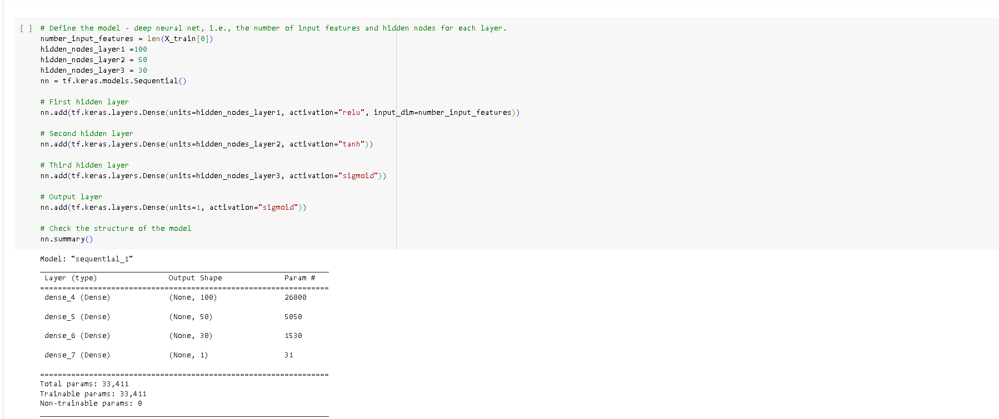 [ ] # Define the model - deep neural net, i.e., the number of input features and hidden nodes for each layer.
number_input_features = len(X_train[0])
hidden_nodes_layer1 =100
hidden_nodes_layer2 = 50
hidden_nodes_layer3 = 30
nn = tf.keras.models.Sequential()
# First hidden layer
nn.add(tf.keras.layers.Dense(units=hidden_nodes_layer1, activation="relu", input_dim=number_input_features))
# Second hidden layer
nn.add(tf.keras.layers.Dense(units=hidden_nodes_layer2, activation="tanh"))
# Third hidden layer
nn.add(tf.keras.layers.Dense(units=hidden_nodes_layer3, activation="sigmoid"))
# Output layer
nn.add(tf.keras.layers.Dense(units=1, activation="sigmoid"))
# Check the structure of the model
nn.summary()
Model: "sequential_1"
Layer (type) Output Shape Param #
=================================================================
dense_4 (Dense) (None, 100) 26800
dense_5 (Dense) (None, 50) 5050
dense_6 (Dense) (None, 30) 1530
dense_7 (Dense) (None, 1) 31
=================================================================
Total params: 33,411
Trainable params: 33,411
Non-trainable params: 0